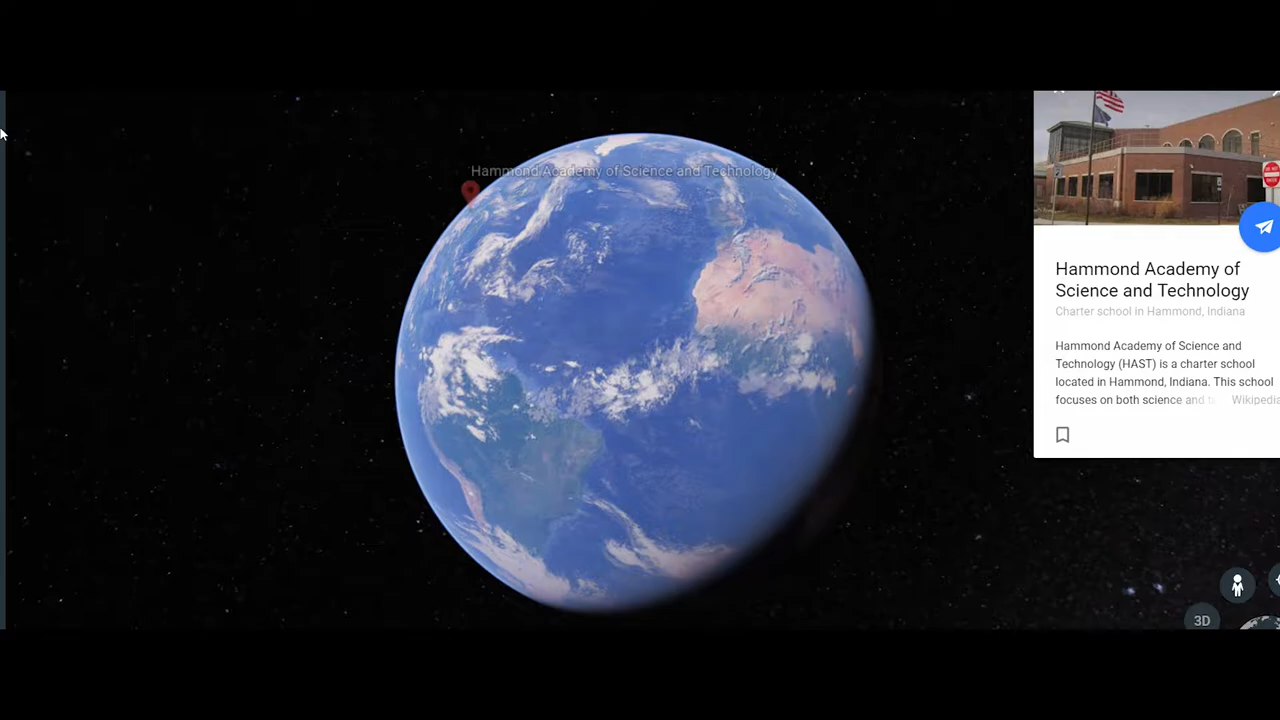 Hammond Academy of Science and Technology
Hammond Academy of
Science and Technology
Charter school in Hammond, Indiana
Hammond Academy of Science and
Technology (HAST) is a charter school
located in Hammond, Indiana. This school
focuses on both science and Wikipedia
3D